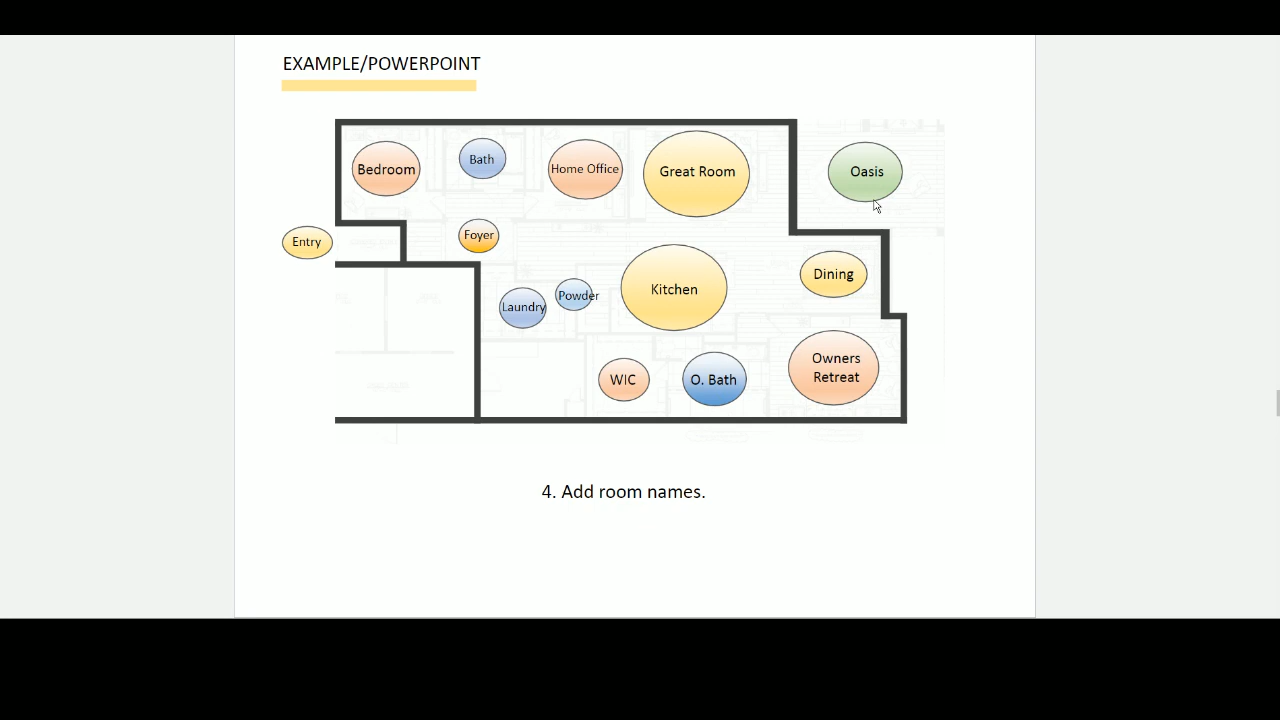 EXAMPLE/POWERPOINT
Bedroom
Bath
Home Office
Great Room
Oasis
Entry
Foyer
Dining
Kitchen
Laundry
Powder
WIC
O. Bath
Owners
Retreat
4. Add room names.